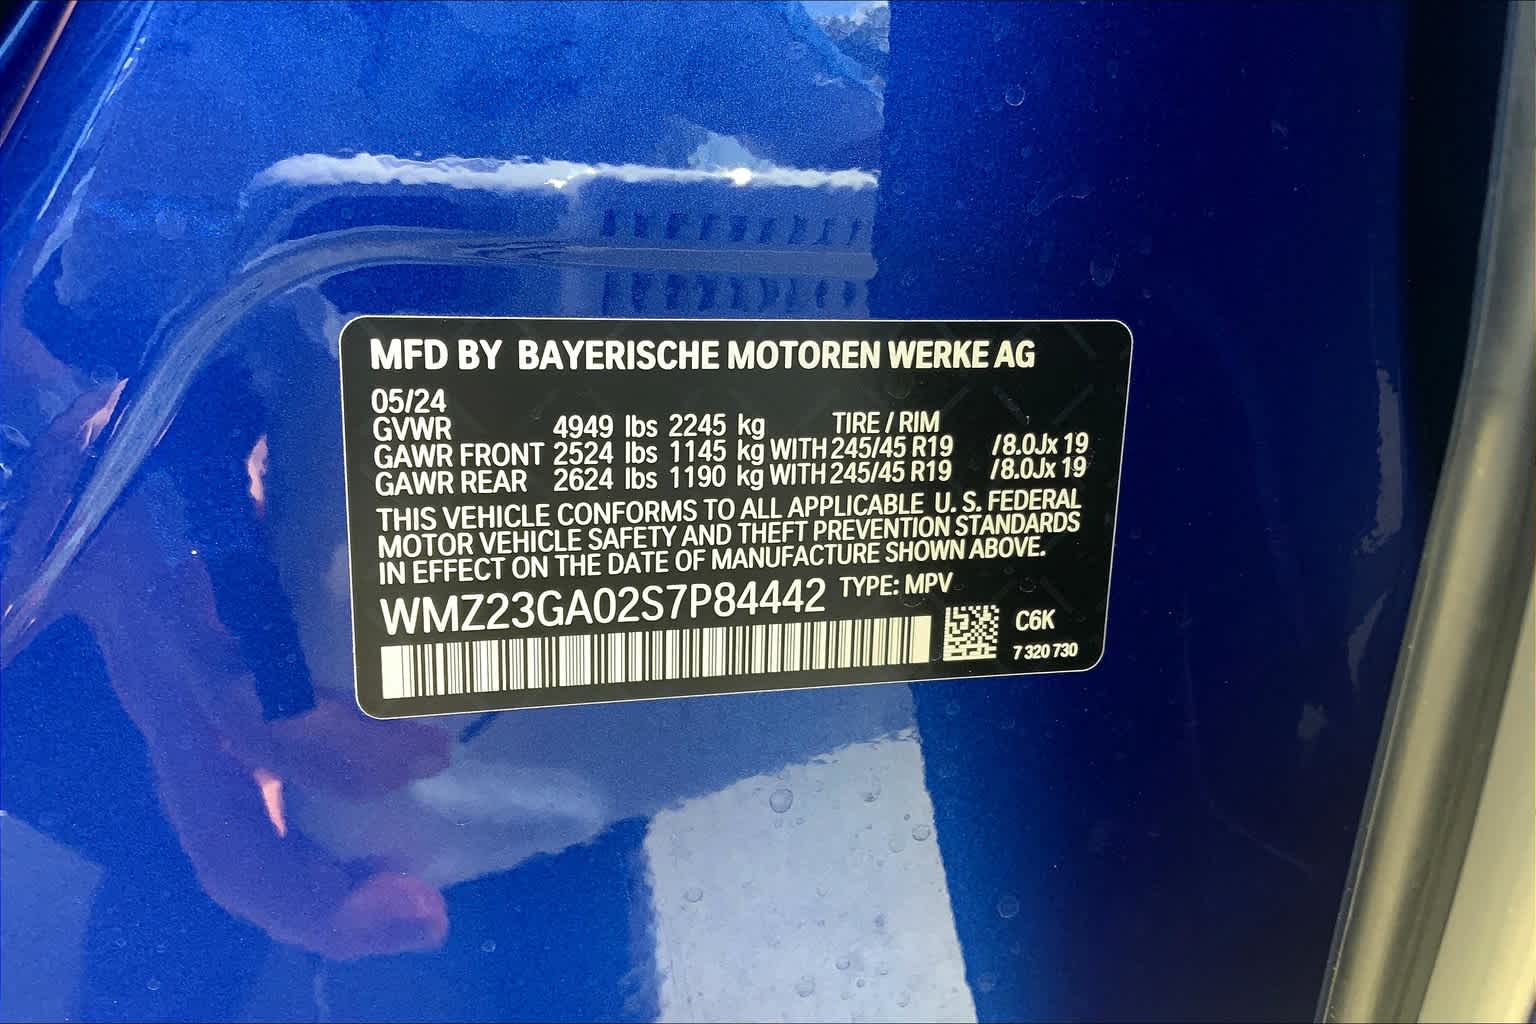 MFD BY BAYERISCHE MOTOREN WERKE AG
05/24
GVWR 4949 lbs 2245 kg TIRE / RIM
GAWR FRONT 2524 lbs 1145 kg WITH 245/45 R19 /8.0Jx 19
GAWR REAR 2624 lbs 1190 kg WITH 245/45 R19 /8.0Jx 19
THIS VEHICLE CONFORMS TO ALL APPLICABLE U. S. FEDERAL
MOTOR VEHICLE SAFETY AND THEFT PREVENTION STANDARDS
IN EFFECT ON THE DATE OF MANUFACTURE SHOWN ABOVE.
WMZ23GA02S7P84442 TYPE: MPV
C6K
7 320 730